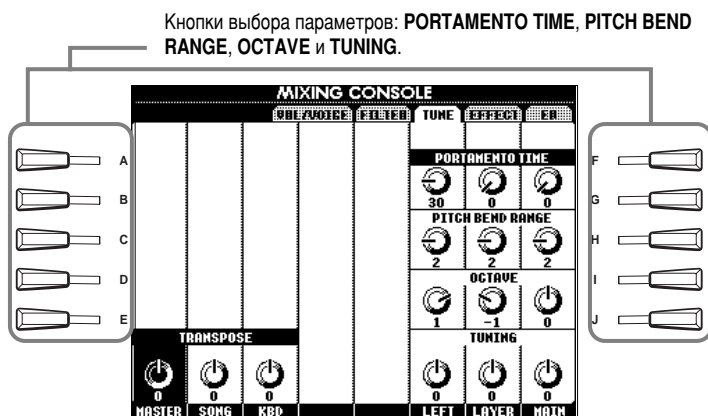 Кнопки выбора параметров: PORTAMENTO TIME, PITCH BEND
RANGE, OCTAVE и TUNING.
MIXING CONSOLE
VOL/VOICE FILTER TUNE EFFECT EQ
A
B
C
D
E
F
G
H
I
J
PORTAMENTO TIME
30 0 0
PITCH BEND RANGE
2 2 2
OCTAVE
1 -1 0
TRANSPOSE
TUNING
0 0 0 0 0 0
MASTER SONG KBD LEFT LAYER MAIN